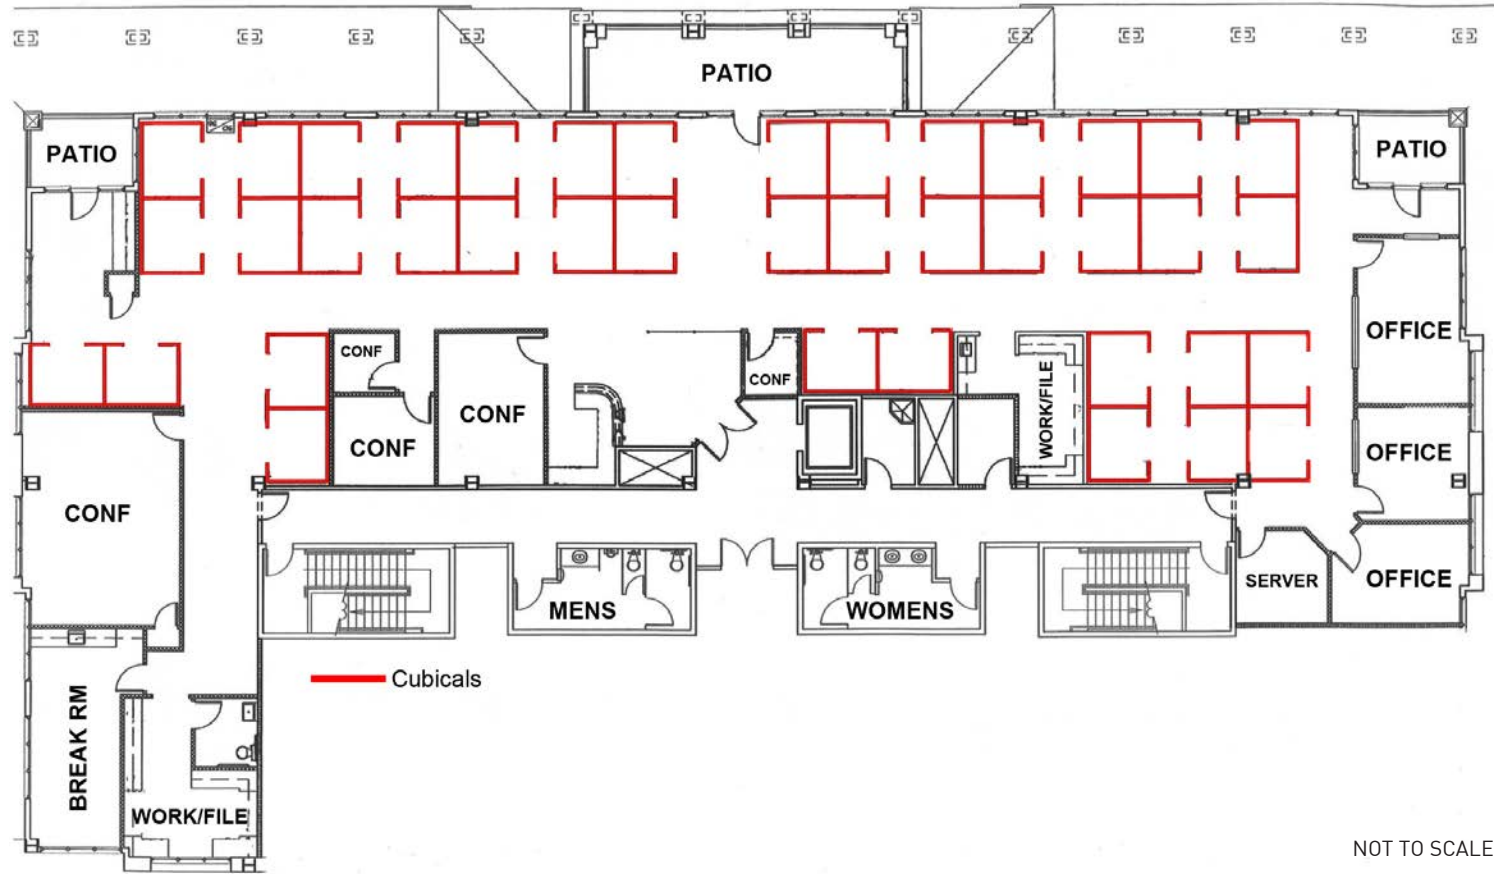 PATIO
PATIO
PATIO
OFFICE
CONF
CONF
WORK/FILE
CONF
CONF
OFFICE
CONF
OFFICE
SERVER
MENS
WOMENS
Cubicals
BREAK RM
WORK/FILE
NOT TO SCALE